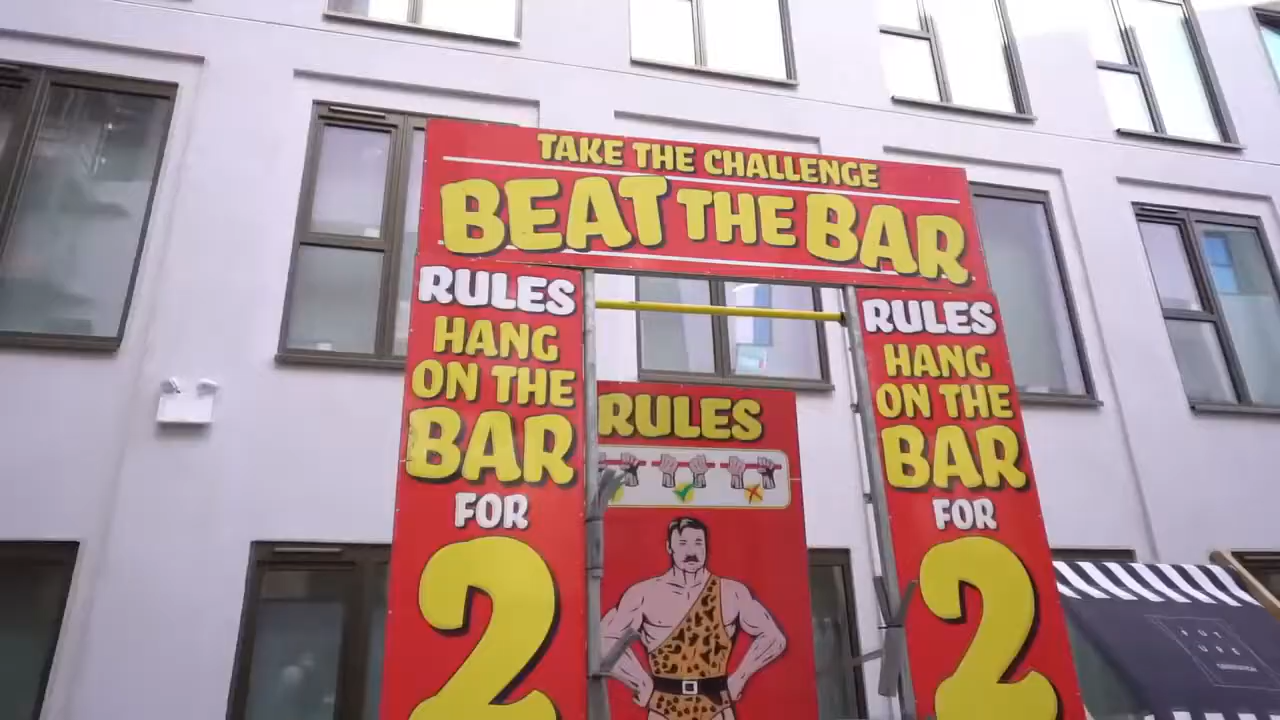 TAKE THE CHALLENGE
BEAT THE BAR
RULES
HANG
ON THE
BAR
FOR
2
RULES
RULES
HANG
ON THE
BAR
FOR
2